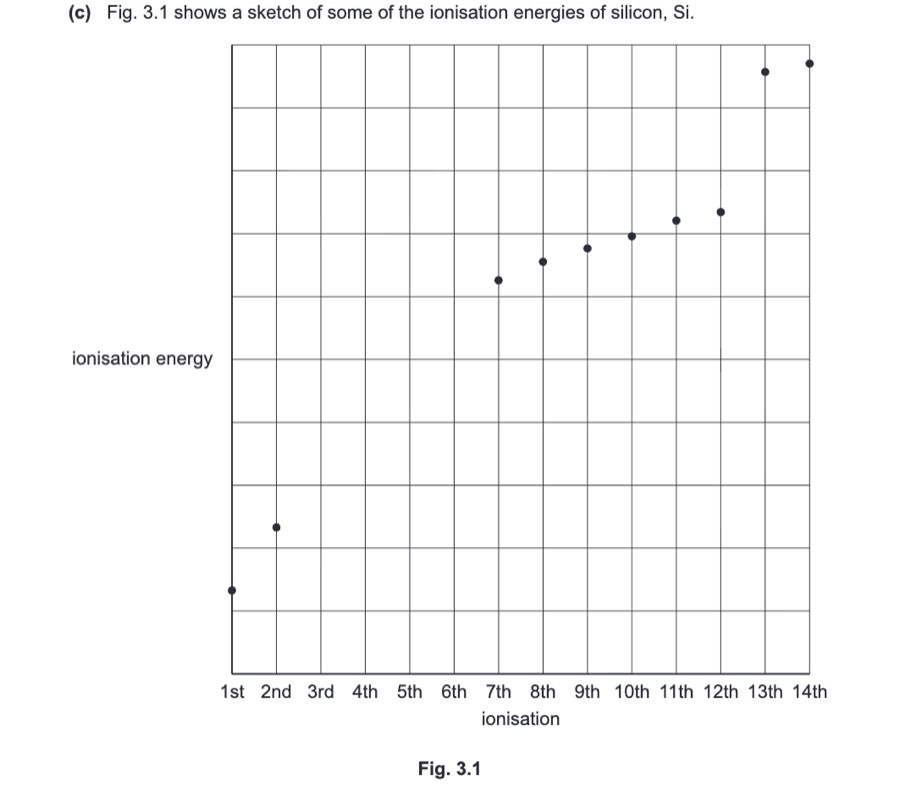 (c) Fig. 3.1 shows a sketch of some of the ionisation energies of silicon, Si.
ionisation energy
1st 2nd 3rd 4th 5th 6th 7th 8th 9th 10th 11th 12th 13th 14th
ionisation
Fig. 3.1